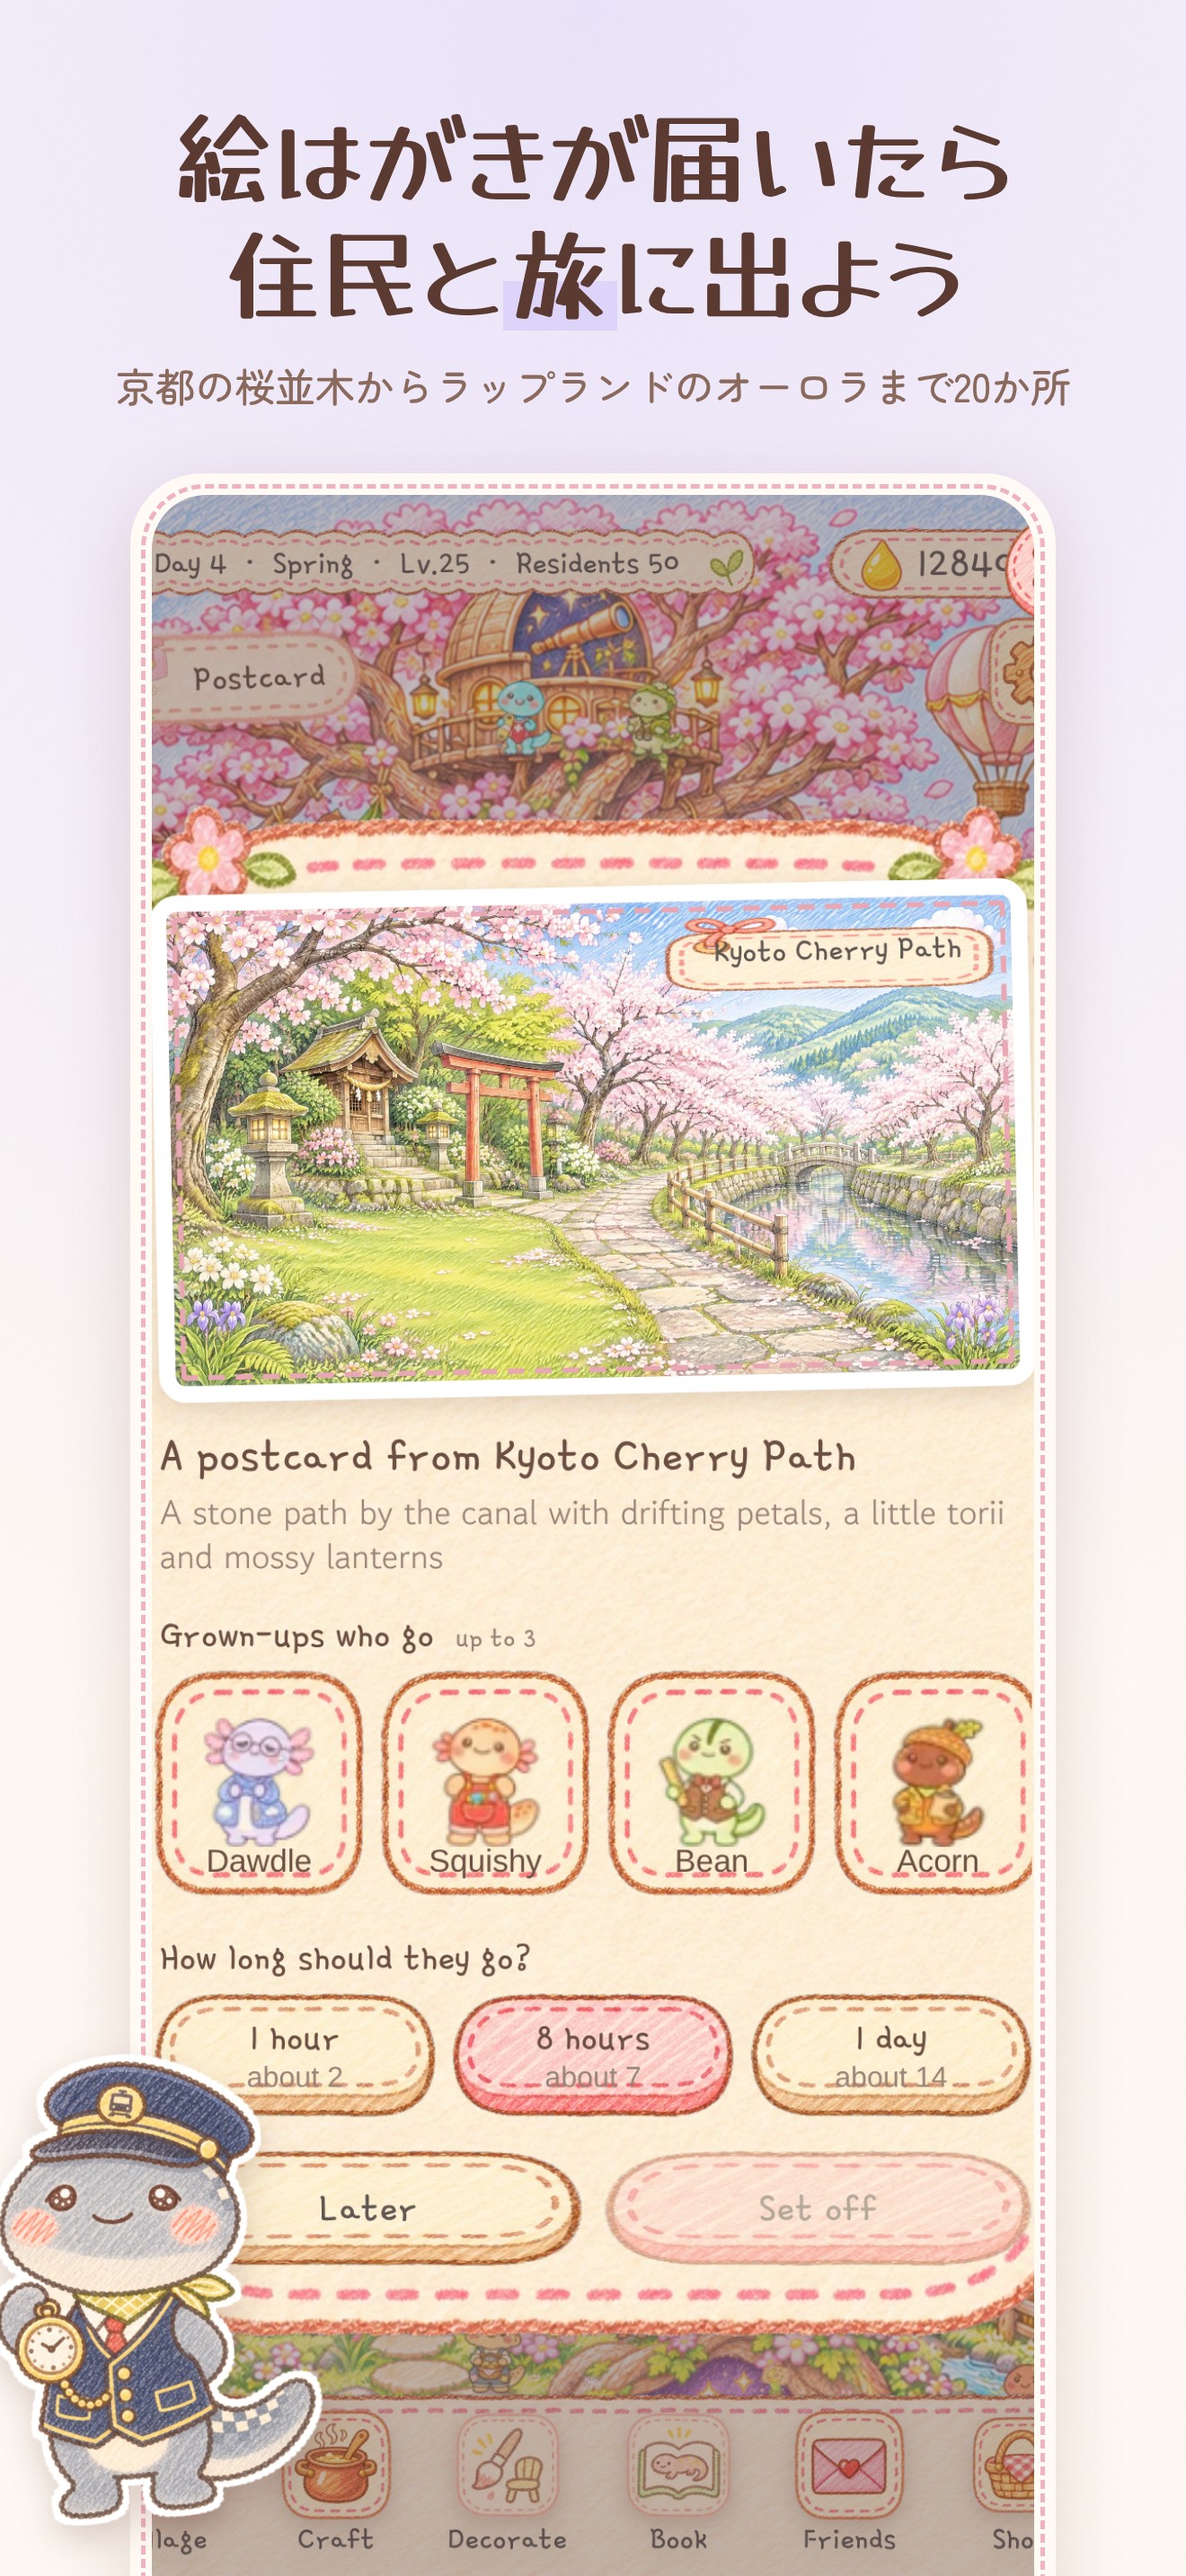 絵はがきが届いたら
住民と旅に出よう
京都の桜並木からラップランドのオーロラまで20か所
Day 4 · Spring · Lv.25 · Residents 50
Postcard
Kyoto Cherry Path
A postcard from Kyoto Cherry Path
A stone path by the canal with drifting petals, a little torii
and mossy lanterns
Grown-ups who go up to 3
Dawdle Squishy Bean Acorn
How long should they go?
1 hour 8 hours 1 day
about 2 about 7 about 14
Later Set off
Craft Decorate Book Friends